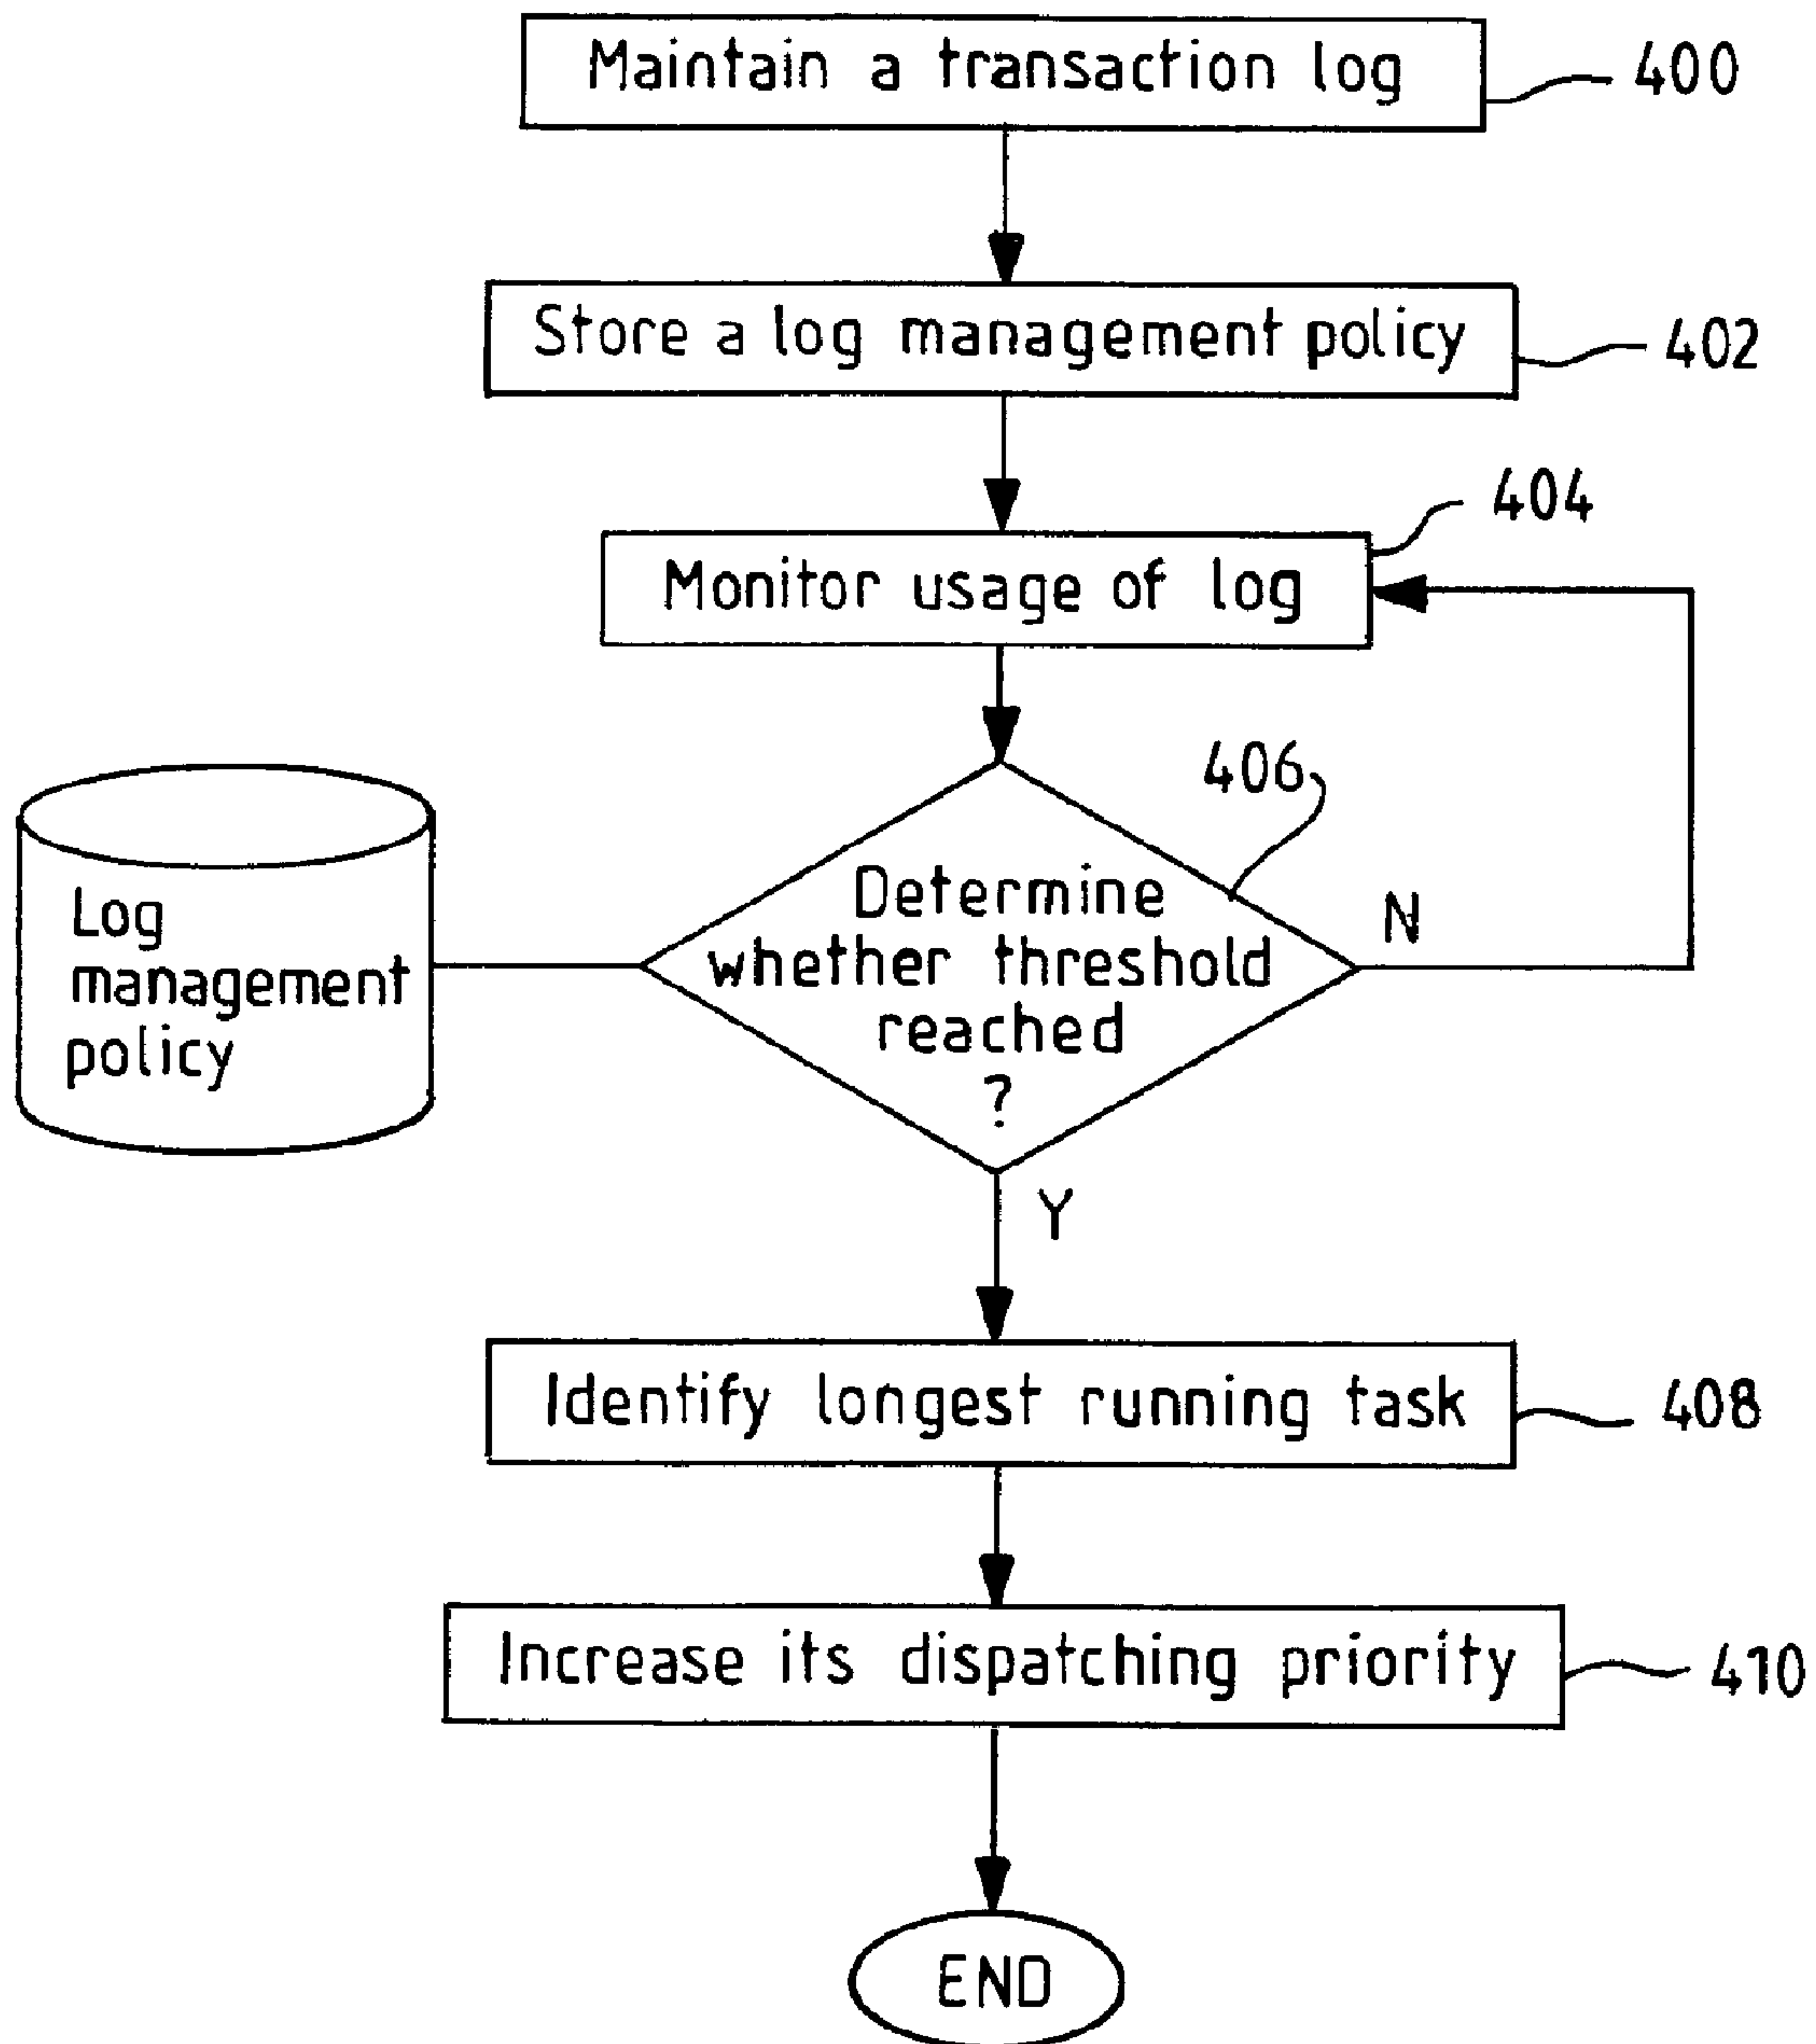 Maintain a transaction log
400
Store a log management policy
402
404
Monitor usage of log
406
Determine
whether threshold
reached
?
N
Log
management
policy
Y
Identify longest running task
408
Increase its dispatching priority
410
END